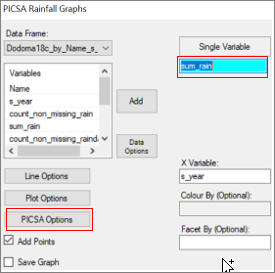 PICSA Rainfall Graphs
Data Frame:
Dodoma18c_by_Name_s_
Single Variable
sum_rain
Variables
Name
s_year
count_non_missing_rain
sum_rain
count_non_missing_raind
Add
Data
Options
Line Options
Plot Options
PICSA Options
Add Points
Save Graph
X Variable:
s_year
Colour By (Optional):
Facet By (Optional):